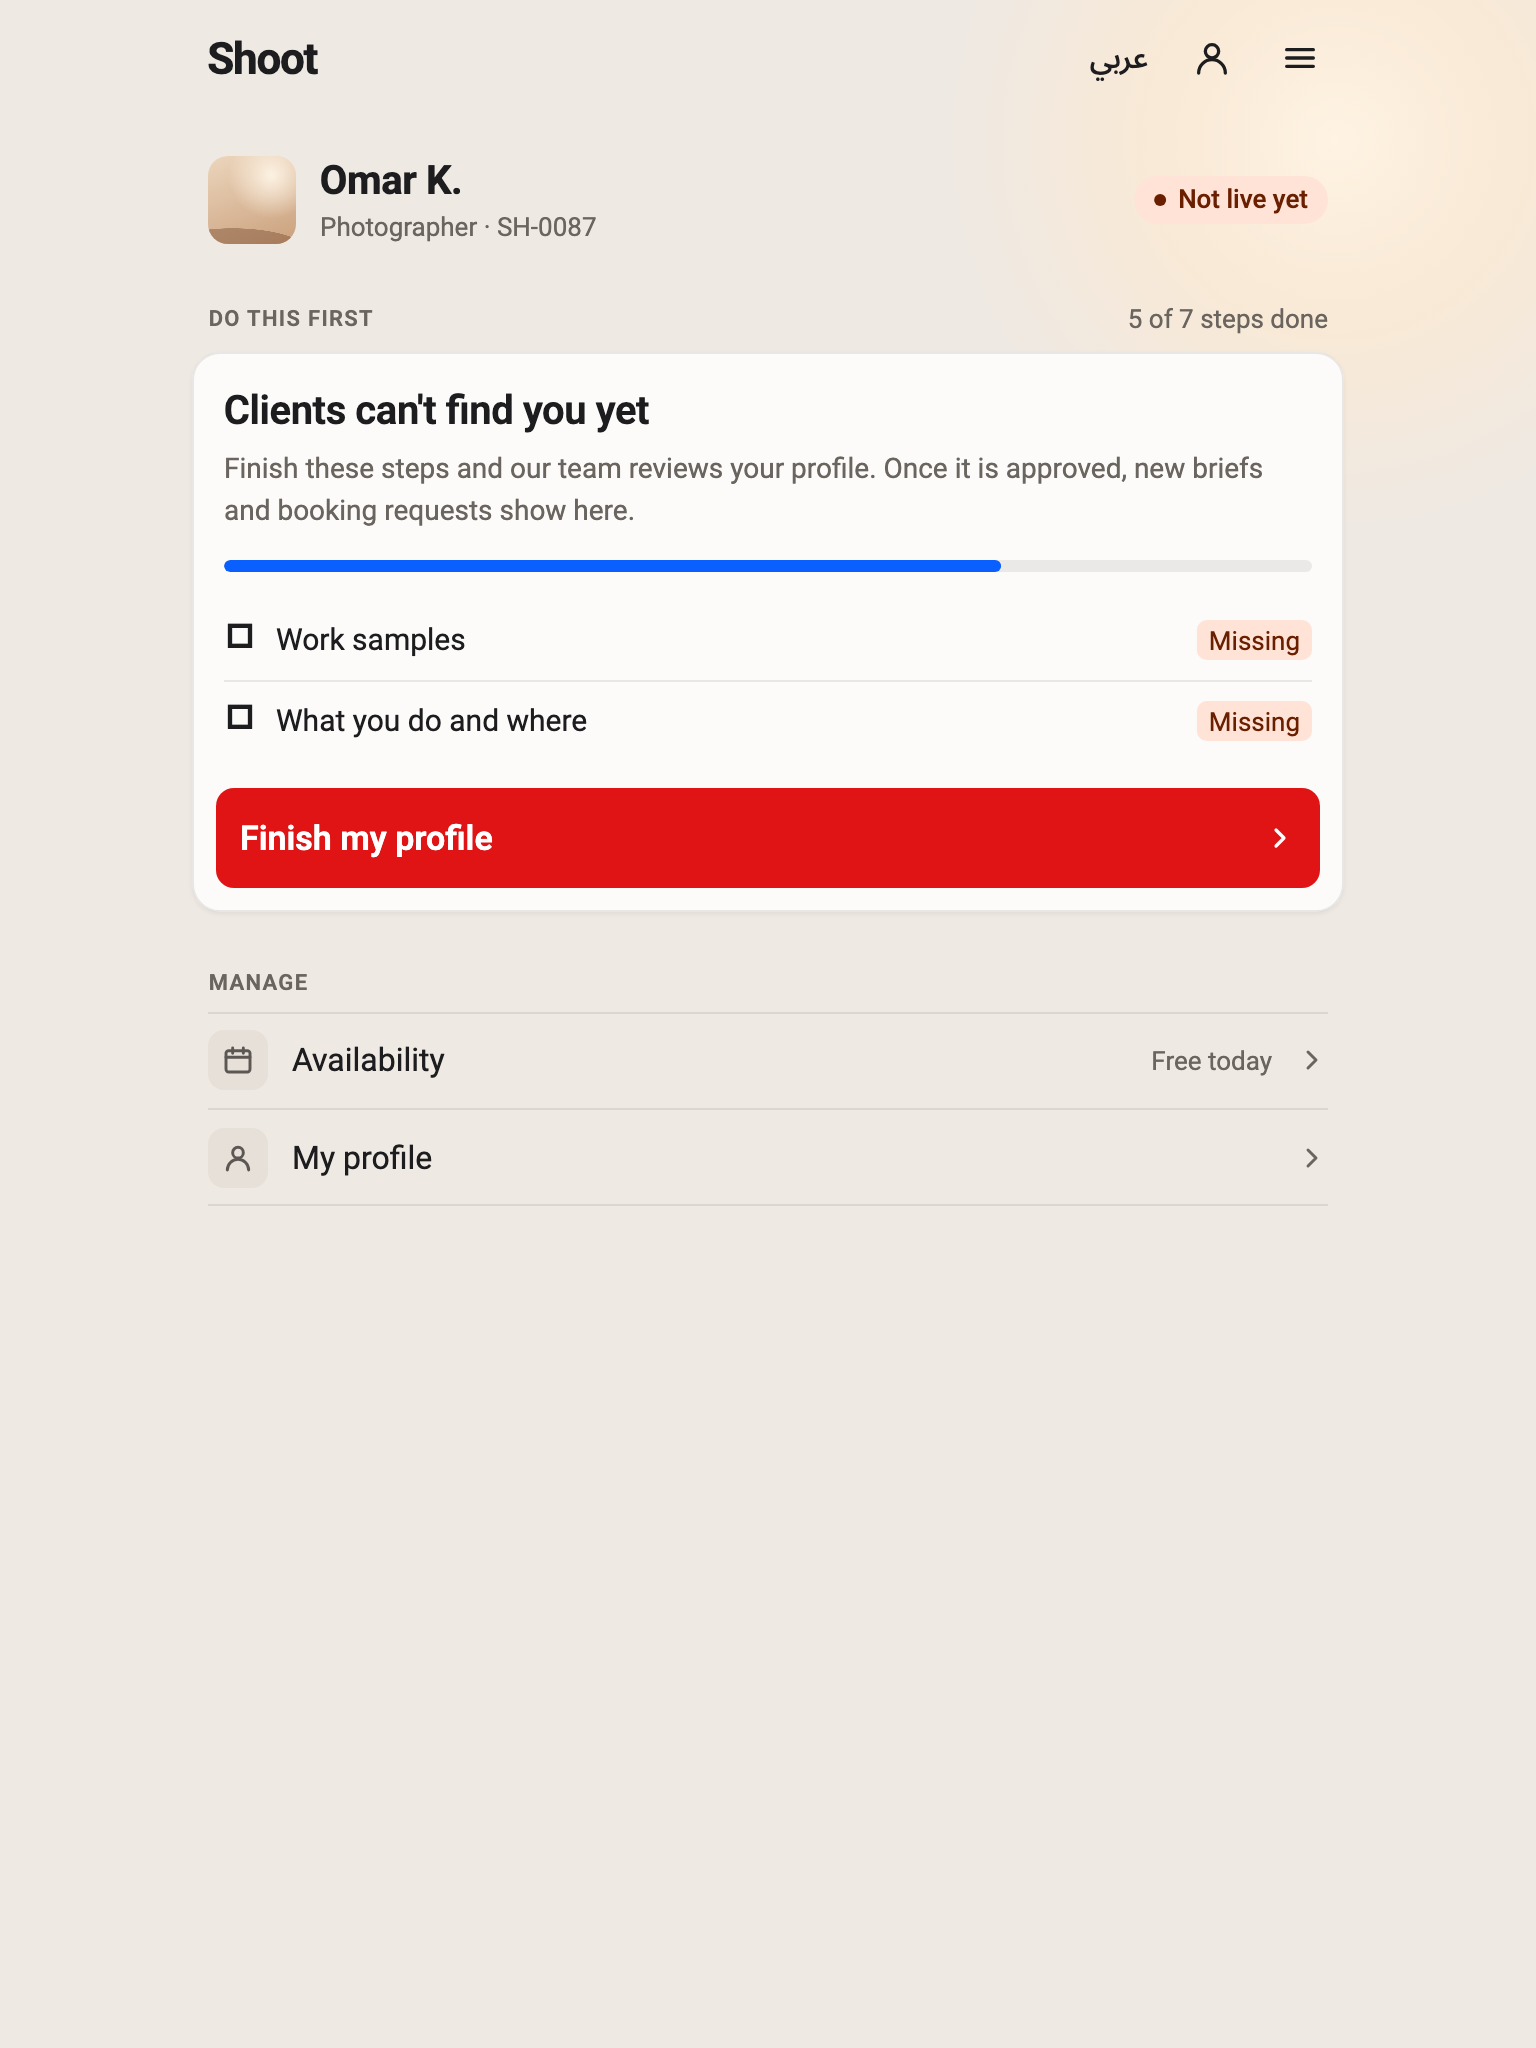 Shoot
عربي
Omar K.
Photographer · SH-0087
Not live yet
DO THIS FIRST
5 of 7 steps done
Clients can't find you yet
Finish these steps and our team reviews your profile. Once it is approved, new briefs
and booking requests show here.
Work samples
Missing
What you do and where
Missing
Finish my profile
MANAGE
Availability
Free today
My profile